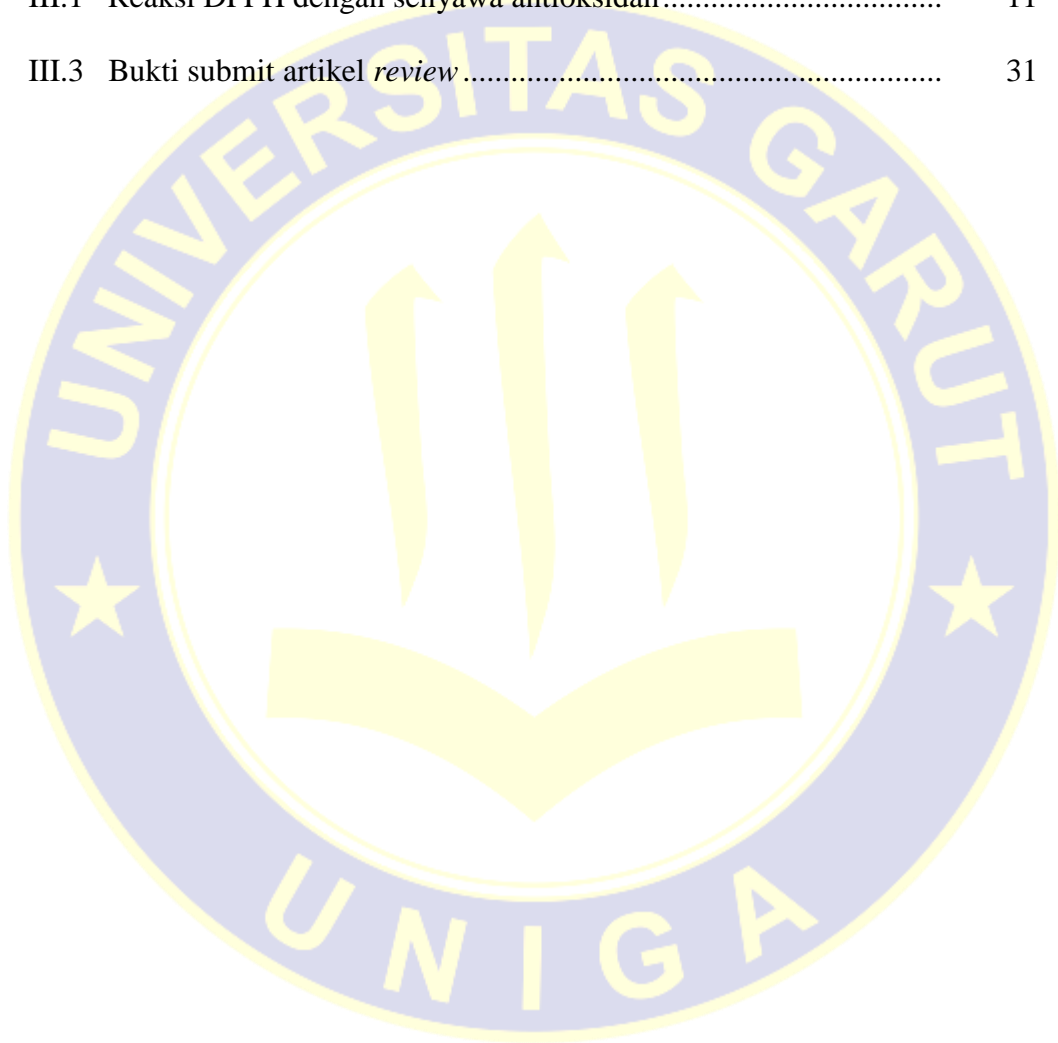 III.1 Reaksi DPPH dengan senyawa antioksidan.................................. 11
III.3 Bukti submit artikel review......................................................... 31
UNIVERSITAS GARUT
UNIGA